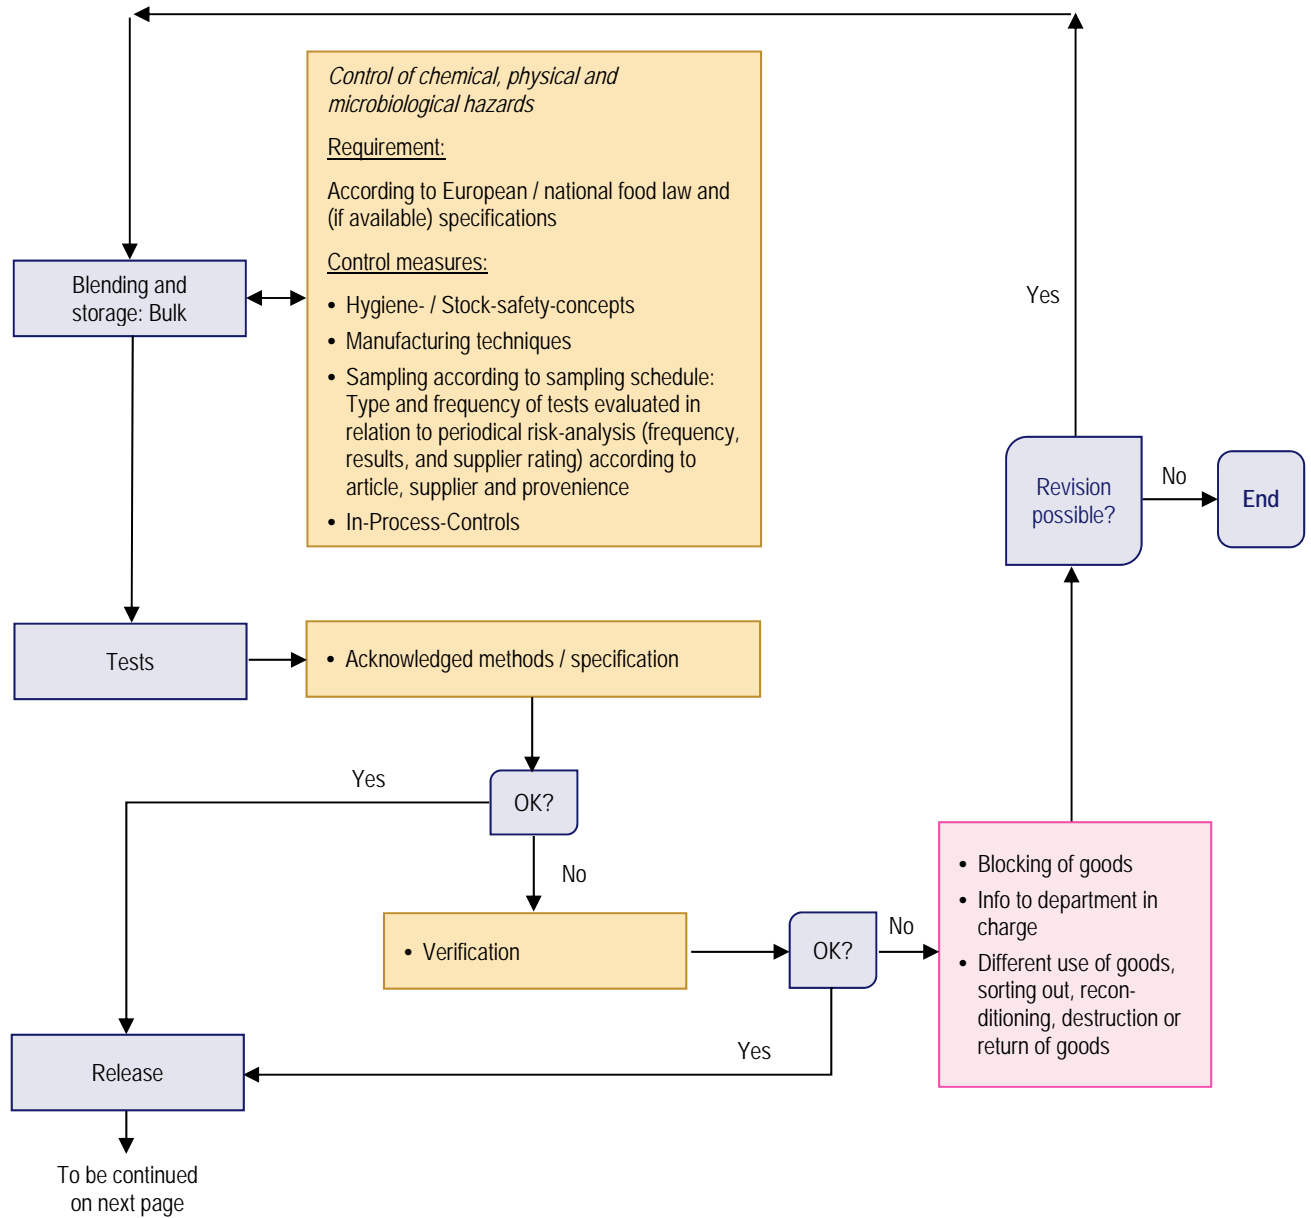 Control of chemical, physical and
microbiological hazards
Requirement:
According to European / national food law and
(if available) specifications
Control measures:
• Hygiene- / Stock-safety-concepts
• Manufacturing techniques
• Sampling according to sampling schedule:
Type and frequency of tests evaluated in
relation to periodical risk-analysis (frequency,
results, and supplier rating) according to
article, supplier and provenience
• In-Process-Controls
Blending and
storage: Bulk
Yes
Revision
possible?
No
End
Tests
• Acknowledged methods / specification
Yes
OK?
No
• Verification
OK?
No
• Blocking of goods
• Info to department in
charge
• Different use of goods,
sorting out, recon-
ditioning, destruction or
return of goods
Yes
Release
To be continued
on next page